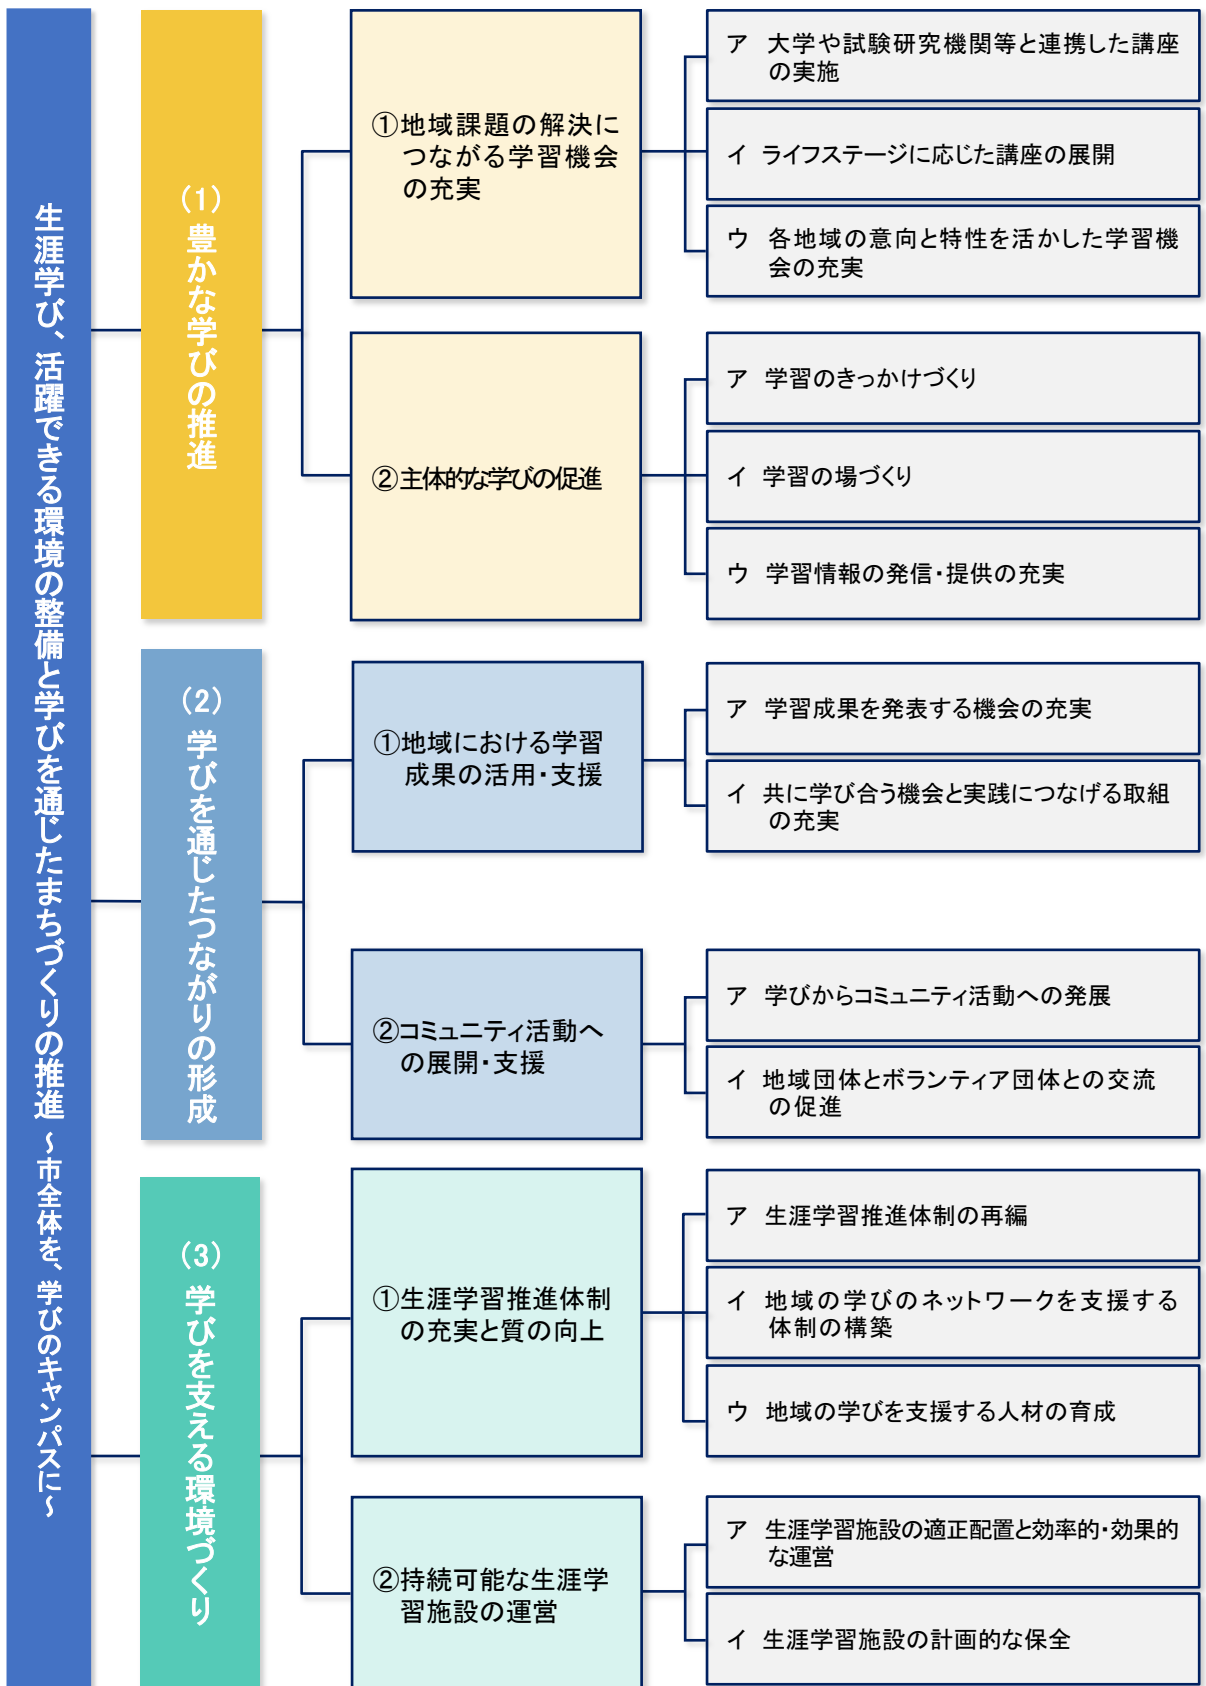 生涯学び、活躍できる環境の整備と学びを通じたまちづくりの推進 ~市全体を、学びのキャンパスに~
(1) 豊かな学びの推進
①地域課題の解決に
つながる学習機会
の充実
ア 大学や試験研究機関等と連携した講座
の実施
イ ライフステージに応じた講座の展開
ウ 各地域の意向と特性を活かした学習機
会の充実
②主体的な学びの促進
ア 学習のきっかけづくり
イ 学習の場づくり
ウ 学習情報の発信・提供の充実
(2) 学びを通じたつながりの形成
①地域における学習
成果の活用・支援
ア 学習成果を発表する機会の充実
イ 共に学び合う機会と実践につなげる取組
の充実
②コミュニティ活動へ
の展開・支援
ア 学びからコミュニティ活動への発展
イ 地域団体とボランティア団体との交流
の促進
(3) 学びを支える環境づくり
①生涯学習推進体制
の充実と質の向上
ア 生涯学習推進体制の再編
イ 地域の学びのネットワークを支援する
体制の構築
ウ 地域の学びを支援する人材の育成
②持続可能な生涯学
習施設の運営
ア 生涯学習施設の適正配置と効率的・効果的
な運営
イ 生涯学習施設の計画的な保全